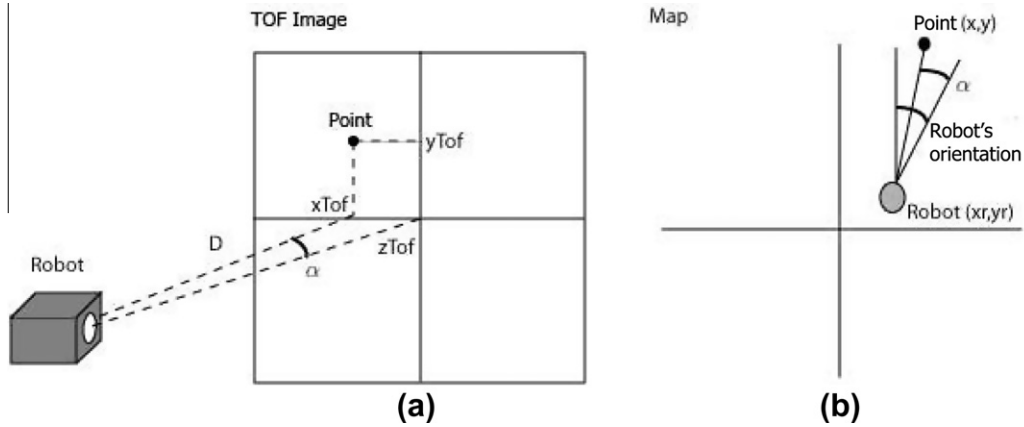 TOF Image
Point
yTof
xTof
D
zTof
α
Robot
(a)
Map
Point (x,y)
α
Robot's
orientation
Robot (xr,yr)
(b)